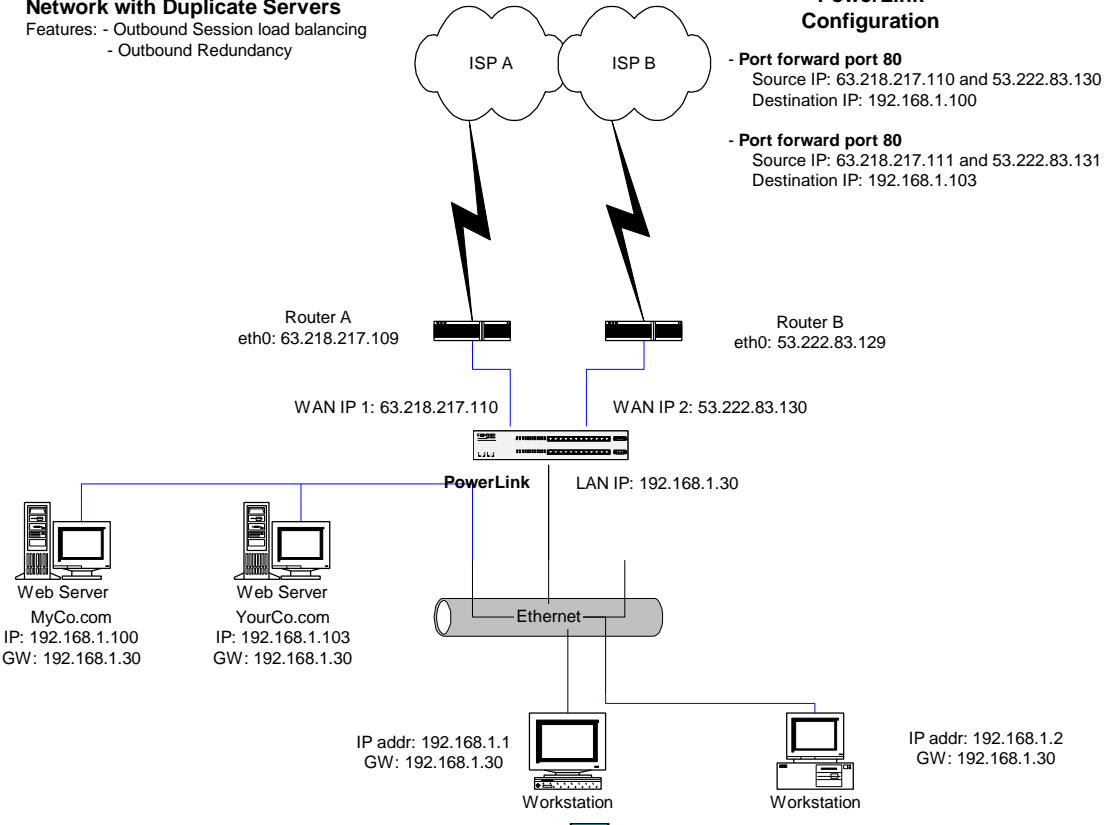 Network with Duplicate Servers
Features: - Outbound Session load balancing
- Outbound Redundancy
PowerLink
Configuration
- Port forward port 80
Source IP: 63.218.217.110 and 53.222.83.130
Destination IP: 192.168.1.100
- Port forward port 80
Source IP: 63.218.217.111 and 53.222.83.131
Destination IP: 192.168.1.103
ISP A
ISP B
Router A
eth0: 63.218.217.109
Router B
eth0: 53.222.83.129
WAN IP 1: 63.218.217.110
WAN IP 2: 53.222.83.130
PowerLink
LAN IP: 192.168.1.30
Web Server
MyCo.com
IP: 192.168.1.100
GW: 192.168.1.30
Web Server
YourCo.com
IP: 192.168.1.103
GW: 192.168.1.30
Ethernet
IP addr: 192.168.1.1
GW: 192.168.1.30
Workstation
IP addr: 192.168.1.2
GW: 192.168.1.30
Workstation